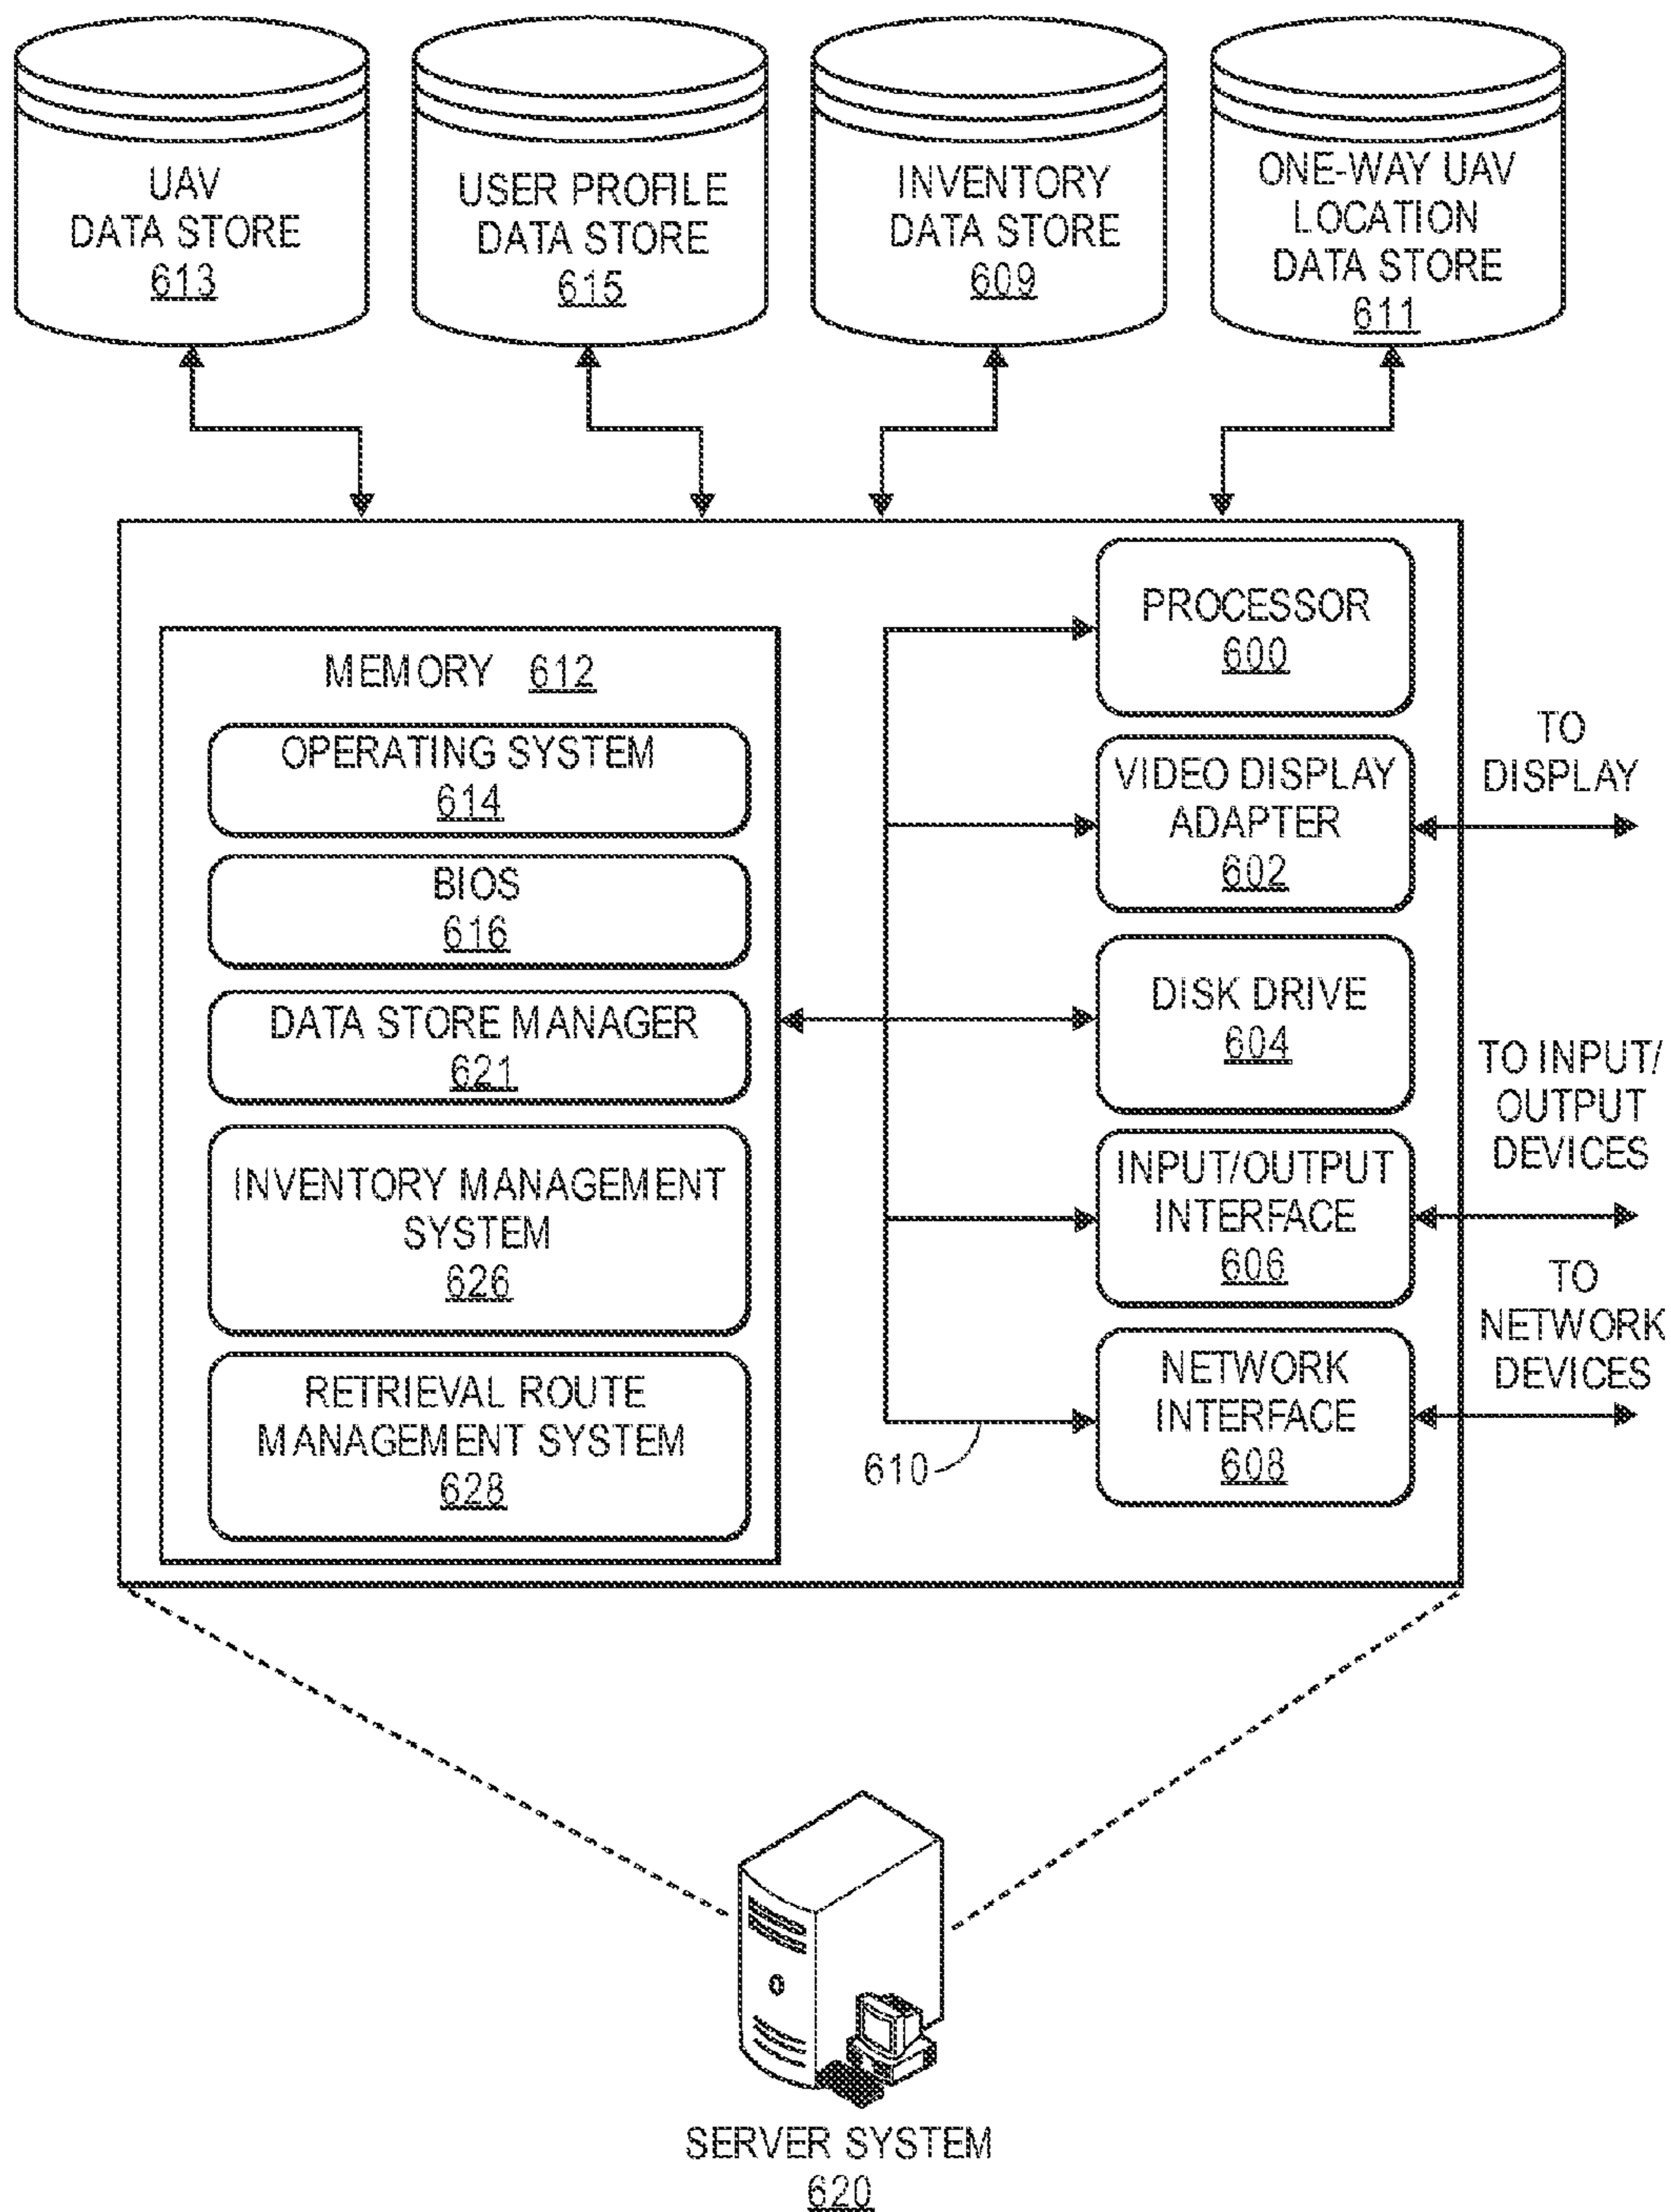 UAV
DATA STORE
613
USER PROFILE
DATA STORE
615
INVENTORY
DATA STORE
609
ONE-WAY UAV
LOCATION
DATA STORE
611
MEMORY 612
OPERATING SYSTEM
614
BIOS
616
DATA STORE MANAGER
621
INVENTORY MANAGEMENT
SYSTEM
626
RETRIEVAL ROUTE
MANAGEMENT SYSTEM
628
PROCESSOR
600
VIDEO DISPLAY
ADAPTER
602
DISK DRIVE
604
INPUT/OUTPUT
INTERFACE
606
NETWORK
INTERFACE
608
610
TO
DISPLAY
TO INPUT/
OUTPUT
DEVICES
TO
NETWORK
DEVICES
SERVER SYSTEM
620